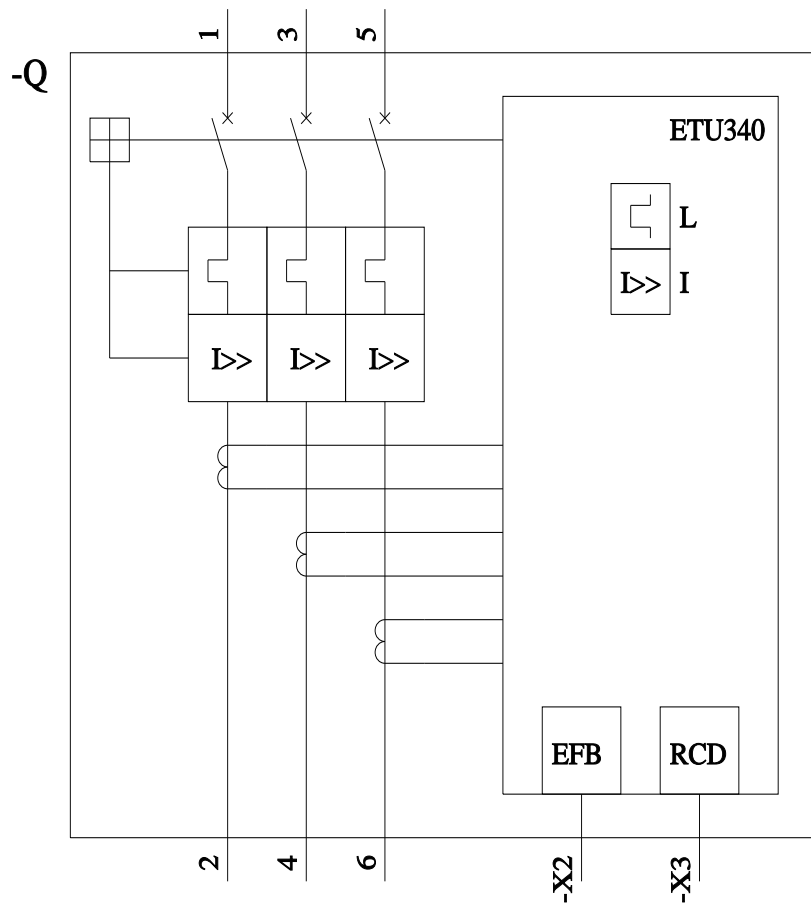 1 3 5
-Q
ETU340
L
I>> I
I>> I>> I>>
EFB RCD
2 4 6 -X2 -X3